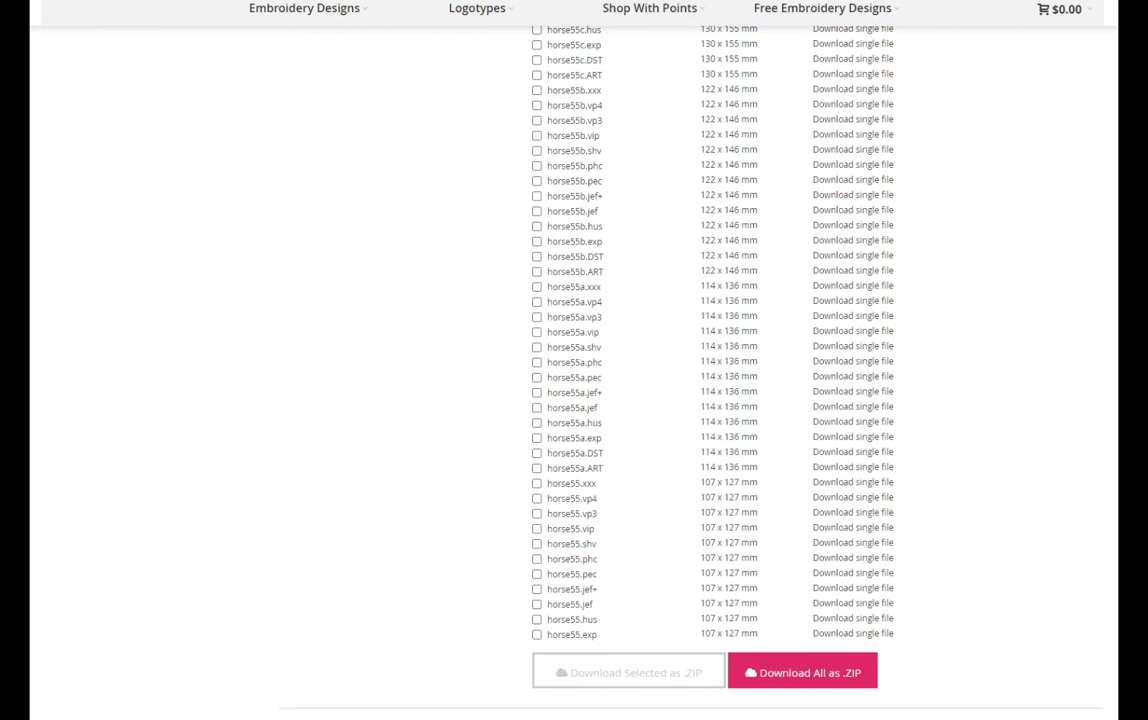 Embroidery Designs Logotypes Shop With Points Free Embroidery Designs $0.00
horse55c.hus 130 x 155 mm Download single file
horse55c.exp 130 x 155 mm Download single file
horse55c.DST 130 x 155 mm Download single file
horse55c.ART 130 x 155 mm Download single file
horse55b.xxx 122 x 146 mm Download single file
horse55b.vp4 122 x 146 mm Download single file
horse55b.vp3 122 x 146 mm Download single file
horse55b.vip 122 x 146 mm Download single file
horse55b.shv 122 x 146 mm Download single file
horse55b.phc 122 x 146 mm Download single file
horse55b.pec 122 x 146 mm Download single file
horse55b.jef+ 122 x 146 mm Download single file
horse55b.jef 122 x 146 mm Download single file
horse55b.hus 122 x 146 mm Download single file
horse55b.exp 122 x 146 mm Download single file
horse55b.DST 122 x 146 mm Download single file
horse55b.ART 122 x 146 mm Download single file
horse55a.xxx 114 x 136 mm Download single file
horse55a.vp4 114 x 136 mm Download single file
horse55a.vp3 114 x 136 mm Download single file
horse55a.vip 114 x 136 mm Download single file
horse55a.shv 114 x 136 mm Download single file
horse55a.phc 114 x 136 mm Download single file
horse55a.pec 114 x 136 mm Download single file
horse55a.jef+ 114 x 136 mm Download single file
horse55a.jef 114 x 136 mm Download single file
horse55a.hus 114 x 136 mm Download single file
horse55a.exp 114 x 136 mm Download single file
horse55a.DST 114 x 136 mm Download single file
horse55a.ART 114 x 136 mm Download single file
horse55.xxx 107 x 127 mm Download single file
horse55.vp4 107 x 127 mm Download single file
horse55.vp3 107 x 127 mm Download single file
horse55.vip 107 x 127 mm Download single file
horse55.shv 107 x 127 mm Download single file
horse55.phc 107 x 127 mm Download single file
horse55.pec 107 x 127 mm Download single file
horse55.jef+ 107 x 127 mm Download single file
horse55.jef 107 x 127 mm Download single file
horse55.hus 107 x 127 mm Download single file
horse55.exp 107 x 127 mm Download single file
Download Selected as .ZIP Download All as .ZIP